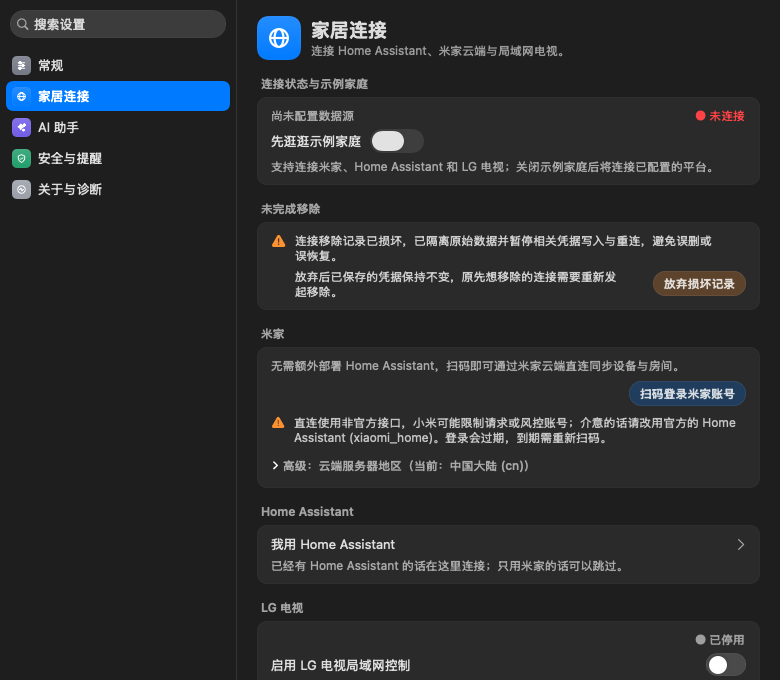 搜索设置
常规
家居连接
AI 助手
安全与提醒
关于与诊断
家居连接
连接 Home Assistant、米家云端与局域网电视。
连接状态与示例家庭
尚未配置数据源
未连接
先逛逛示例家庭
支持连接米家、Home Assistant 和 LG 电视；关闭示例家庭后将连接已配置的平台。
未完成移除
连接移除记录已损坏，已隔离原始数据并暂停相关凭据写入与重连，避免误删或
误恢复。
放弃后已保存的凭据保持不变，原先想移除的连接需要重新发
起移除。
放弃损坏记录
米家
无需额外部署 Home Assistant，扫码即可通过米家云端直连同步设备与房间。
扫码登录米家账号
直连使用非官方接口，小米可能限制请求或风控账号；介意的话请改用官方的 Home
Assistant (xiaomi_home)。登录会过期，到期需重新扫码。
高级：云端服务器地区（当前：中国大陆 (cn)）
Home Assistant
我用 Home Assistant
已经有 Home Assistant 的话在这里连接；只用米家的话可以跳过。
LG 电视
已停用
启用 LG 电视局域网控制